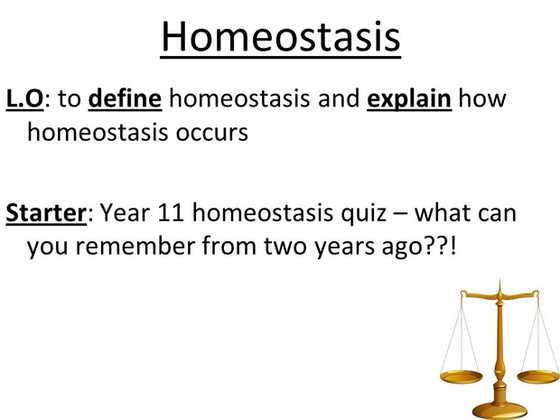 Homeostasis
L.O: to define homeostasis and explain how
homeostasis occurs
Starter: Year 11 homeostasis quiz – what can
you remember from two years ago??!